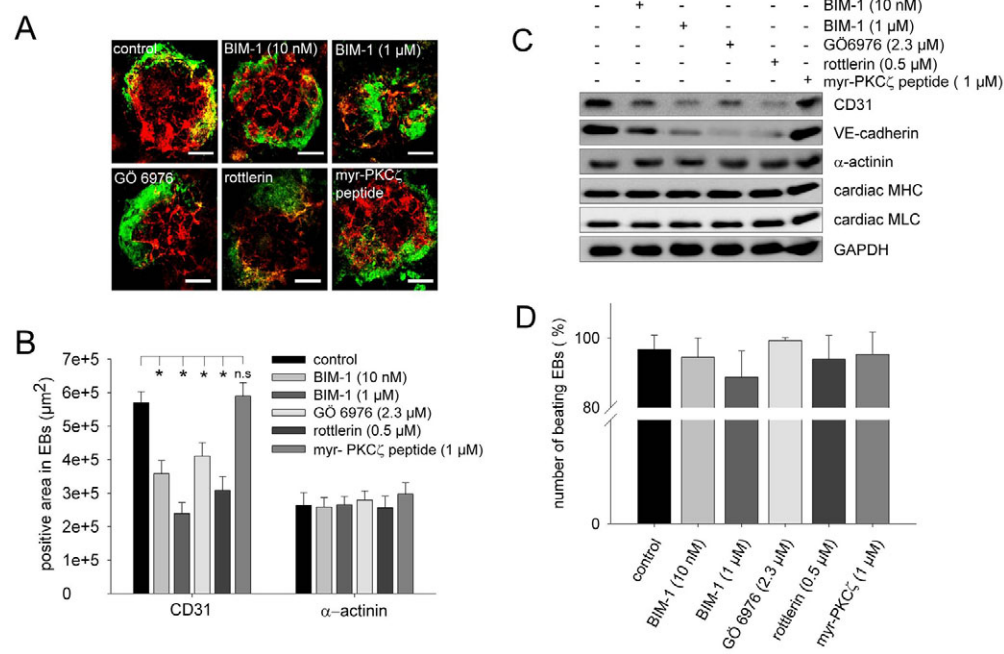 A
control
BIM-1 (10 nM)
BIM-1 (1 µM)
GÖ 6976
rottlerin
myr-PKCζ
peptide
B
positive area in EBs (µm²)
7e+5
6e+5
5e+5
4e+5
3e+5
2e+5
1e+5
0
* * * * n.s
control
BIM-1 (10 nM)
BIM-1 (1 µM)
GÖ 6976 (2.3 µM)
rottlerin (0.5 µM)
myr- PKCζ peptide (1 µM)
CD31
α–actinin
C
- + - - - - BIM-1 (10 nM)
- - + - - - BIM-1 (1 µM)
- - - + - - GÖ6976 (2.3 µM)
- - - - + - rottlerin (0.5 µM)
- - - - - + myr-PKCζ peptide ( 1 µM)
CD31
VE-cadherin
α-actinin
cardiac MHC
cardiac MLC
GAPDH
D
number of beating EBs ( %)
100
80
0
control
BIM-1 (10 nM)
BIM-1 (1 µM)
GÖ 6976 (2.3 µM)
rottlerin (0.5 µM)
myr-PKCζ (1 µM)